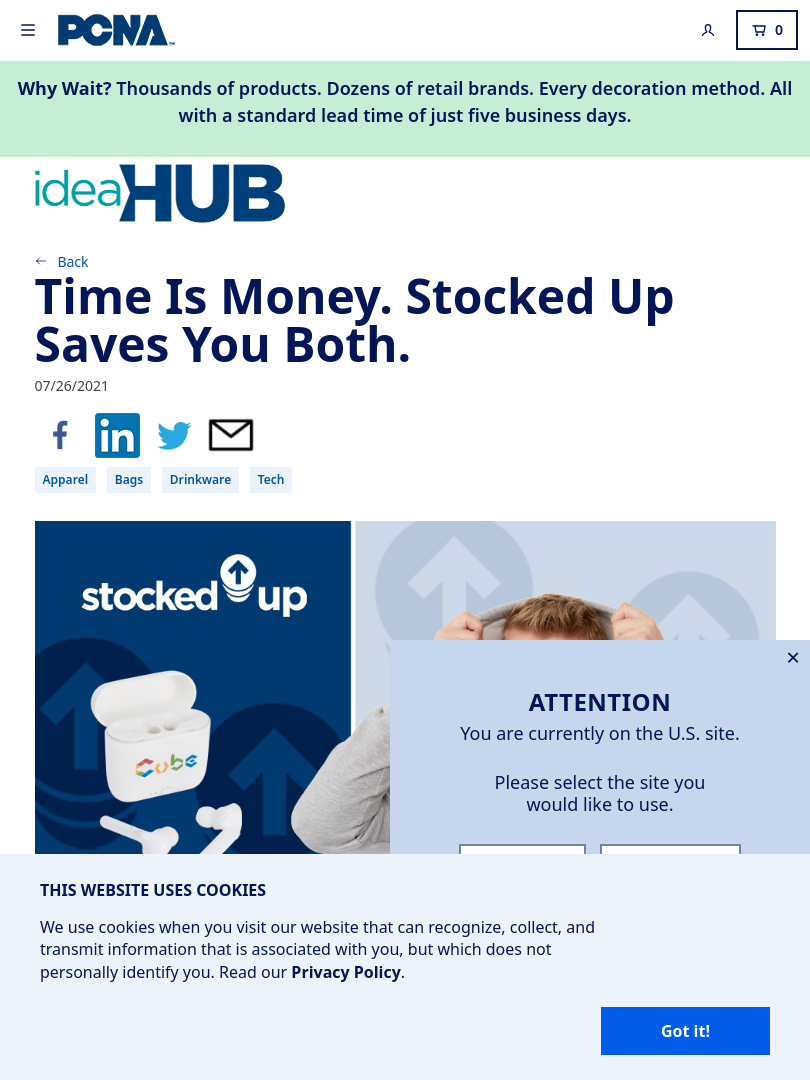 PCNA
0
Why Wait? Thousands of products. Dozens of retail brands. Every decoration method. All
with a standard lead time of just five business days.
ideaHUB
Back
Time Is Money. Stocked Up
Saves You Both.
07/26/2021
Apparel Bags Drinkware Tech
stocked up
Cubs
ATTENTION
You are currently on the U.S. site.
Please select the site you
would like to use.
THIS WEBSITE USES COOKIES
We use cookies when you visit our website that can recognize, collect, and
transmit information that is associated with you, but which does not
personally identify you. Read our Privacy Policy.
Got it!